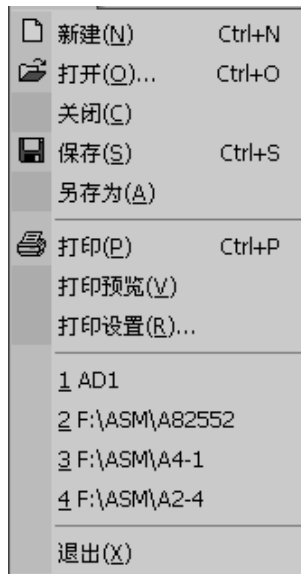 新建(N) Ctrl+N
打开(O)... Ctrl+O
关闭(C)
保存(S) Ctrl+S
另存为(A)
打印(P) Ctrl+P
打印预览(V)
打印设置(R)...
1 AD1
2 F:\ASM\A82552
3 F:\ASM\A4-1
4 F:\ASM\A2-4
退出(X)